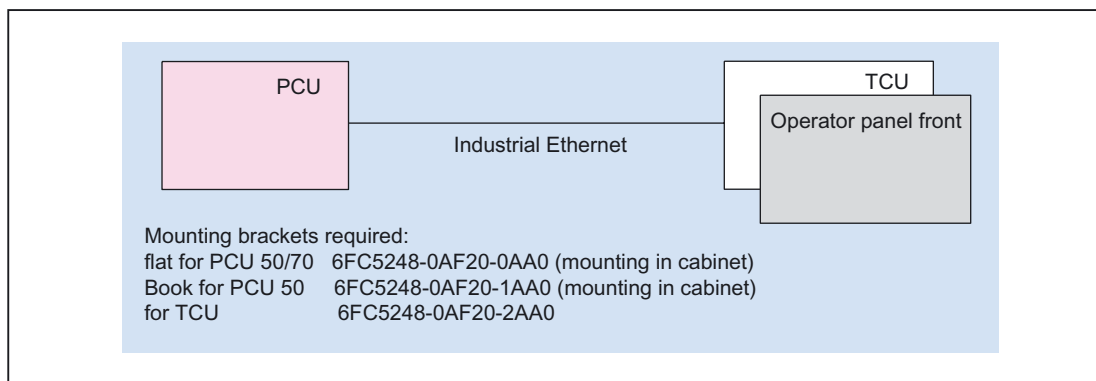 PCU
TCU
Operator panel front
Industrial Ethernet
Mounting brackets required:
flat for PCU 50/70 6FC5248-0AF20-0AA0 (mounting in cabinet)
Book for PCU 50 6FC5248-0AF20-1AA0 (mounting in cabinet)
for TCU 6FC5248-0AF20-2AA0